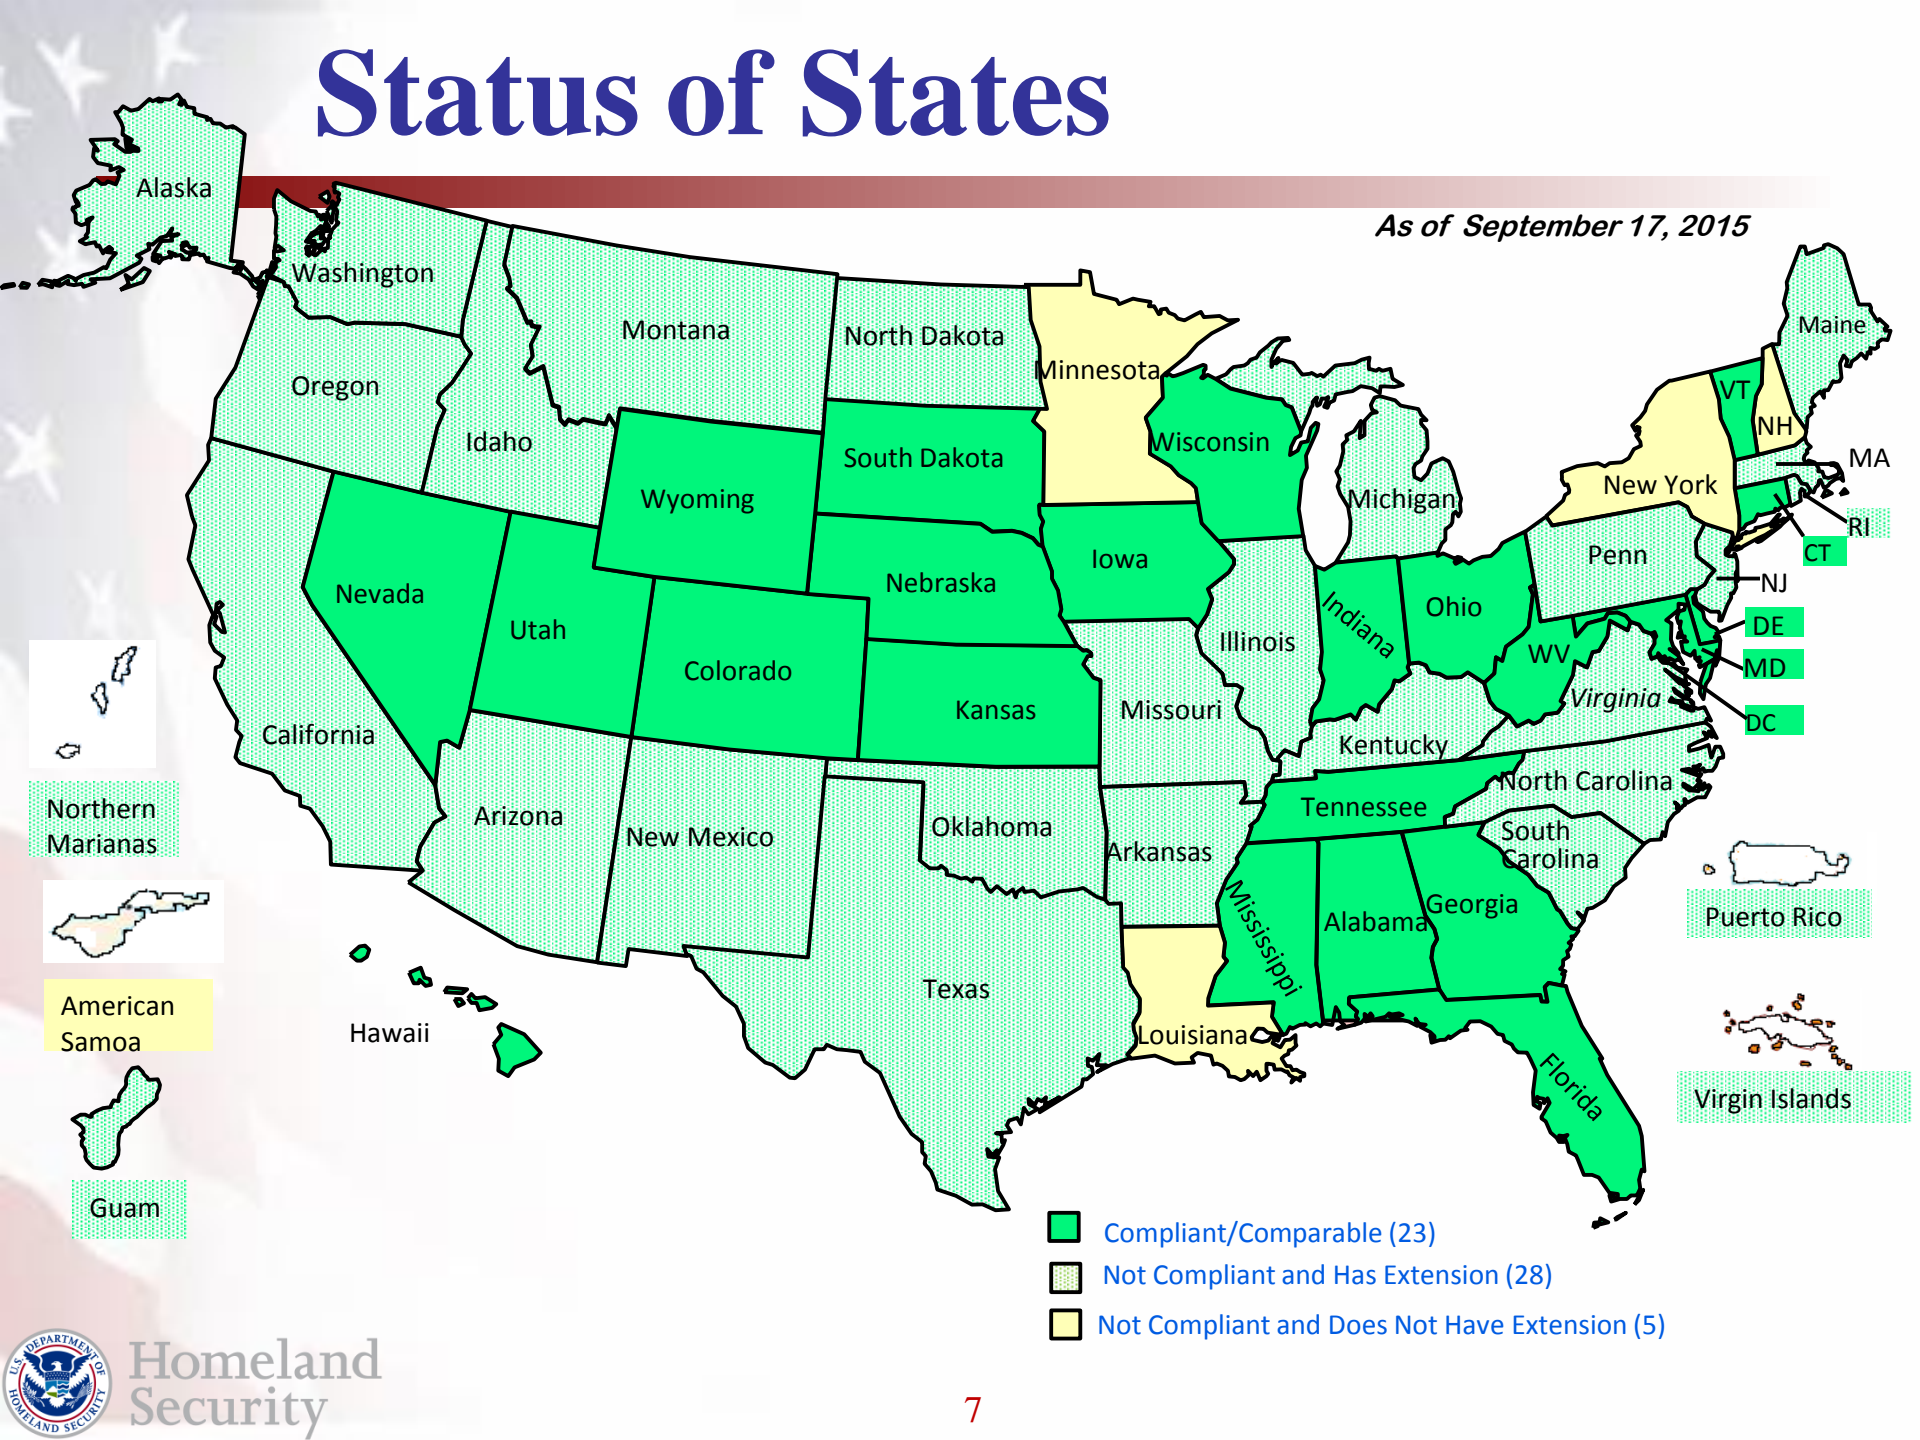 Status of States
As of September 17, 2015
Alaska
Washington
Montana
North Dakota
Minnesota
Maine
Oregon
Idaho
Wyoming
South Dakota
Wisconsin
Michigan
VT
NH
MA
New York
RI
CT
Penn
NJ
Nevada
Utah
Colorado
Nebraska
Iowa
Illinois
Indiana
Ohio
WV
DE
MD
DC
Virginia
California
Kansas
Missouri
Kentucky
North Carolina
Tennessee
South
Carolina
Arizona
New Mexico
Oklahoma
Arkansas
Mississippi
Alabama
Georgia
Texas
Louisiana
Florida
Northern
Marianas
American
Samoa
Guam
Hawaii
Puerto Rico
Virgin Islands
Compliant/Comparable (23)
Not Compliant and Has Extension (28)
Not Compliant and Does Not Have Extension (5)
U.S. DEPARTMENT OF
HOMELAND SECURITY
Homeland
Security
7